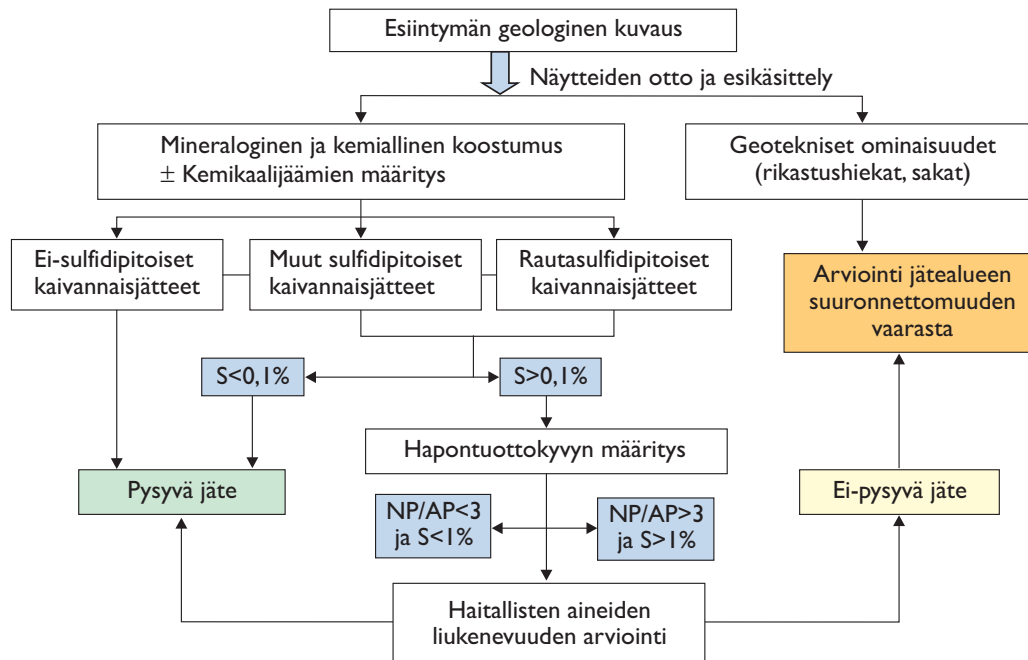 Esiintymän geologinen kuvaus
Näytteiden otto ja esikäsittely
Mineraloginen ja kemiallinen koostumus
± Kemikaalijäämien määritys
Geotekniset ominaisuudet
(rikastushiekat, sakat)
Ei-sulfidipitoiset
kaivannaisjätteet
Muut sulfidipitoiset
kaivannaisjätteet
Rautasulfidipitoiset
kaivannaisjätteet
Arviointi jätealueen
suuronnettomuuden
vaarasta
S<0,1%
S>0,1%
Hapontuottokyvyn määritys
Pysyvä jäte
Ei-pysyvä jäte
NP/AP<3
ja S<1%
NP/AP>3
ja S>1%
Haitallisten aineiden
liukenevuuden arviointi